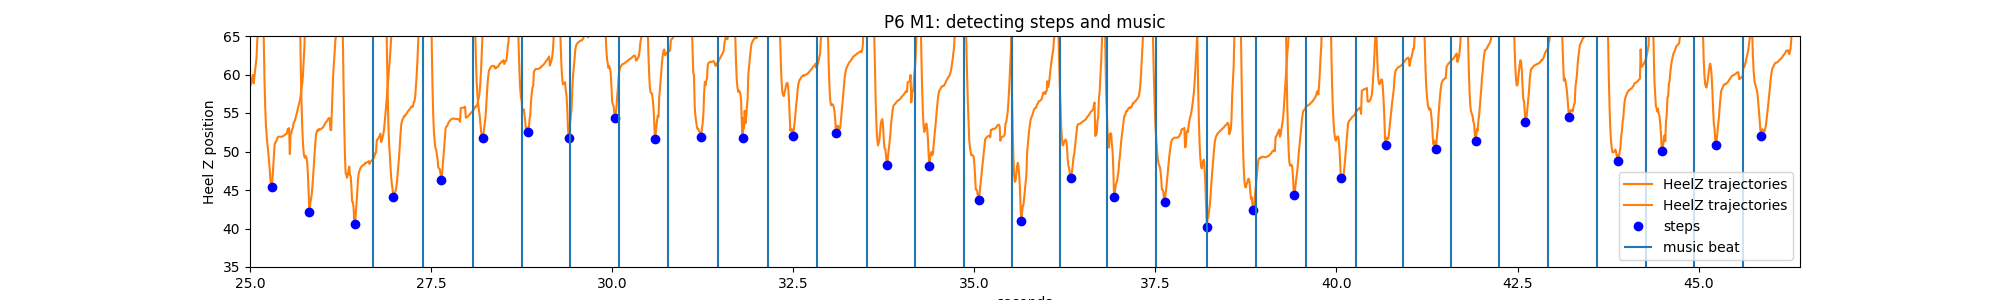 P6 M1: detecting steps and music
65
60
55
50
45
40
35
Heel Z position
25.0 27.5 30.0 32.5 35.0 37.5 40.0 42.5 45.0
HeelZ trajectories
HeelZ trajectories
steps
music beat